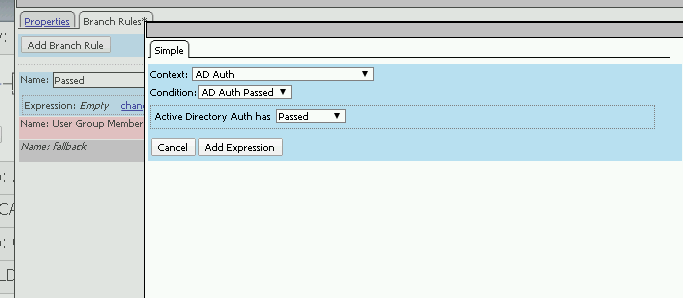 Properties Branch Rules*
Add Branch Rule
Name: Passed
Expression: Empty
Name: User Group Member
Name: Fallback
Simple
Context: AD Auth
Condition: AD Auth Passed
Active Directory Auth has Passed
Cancel Add Expression